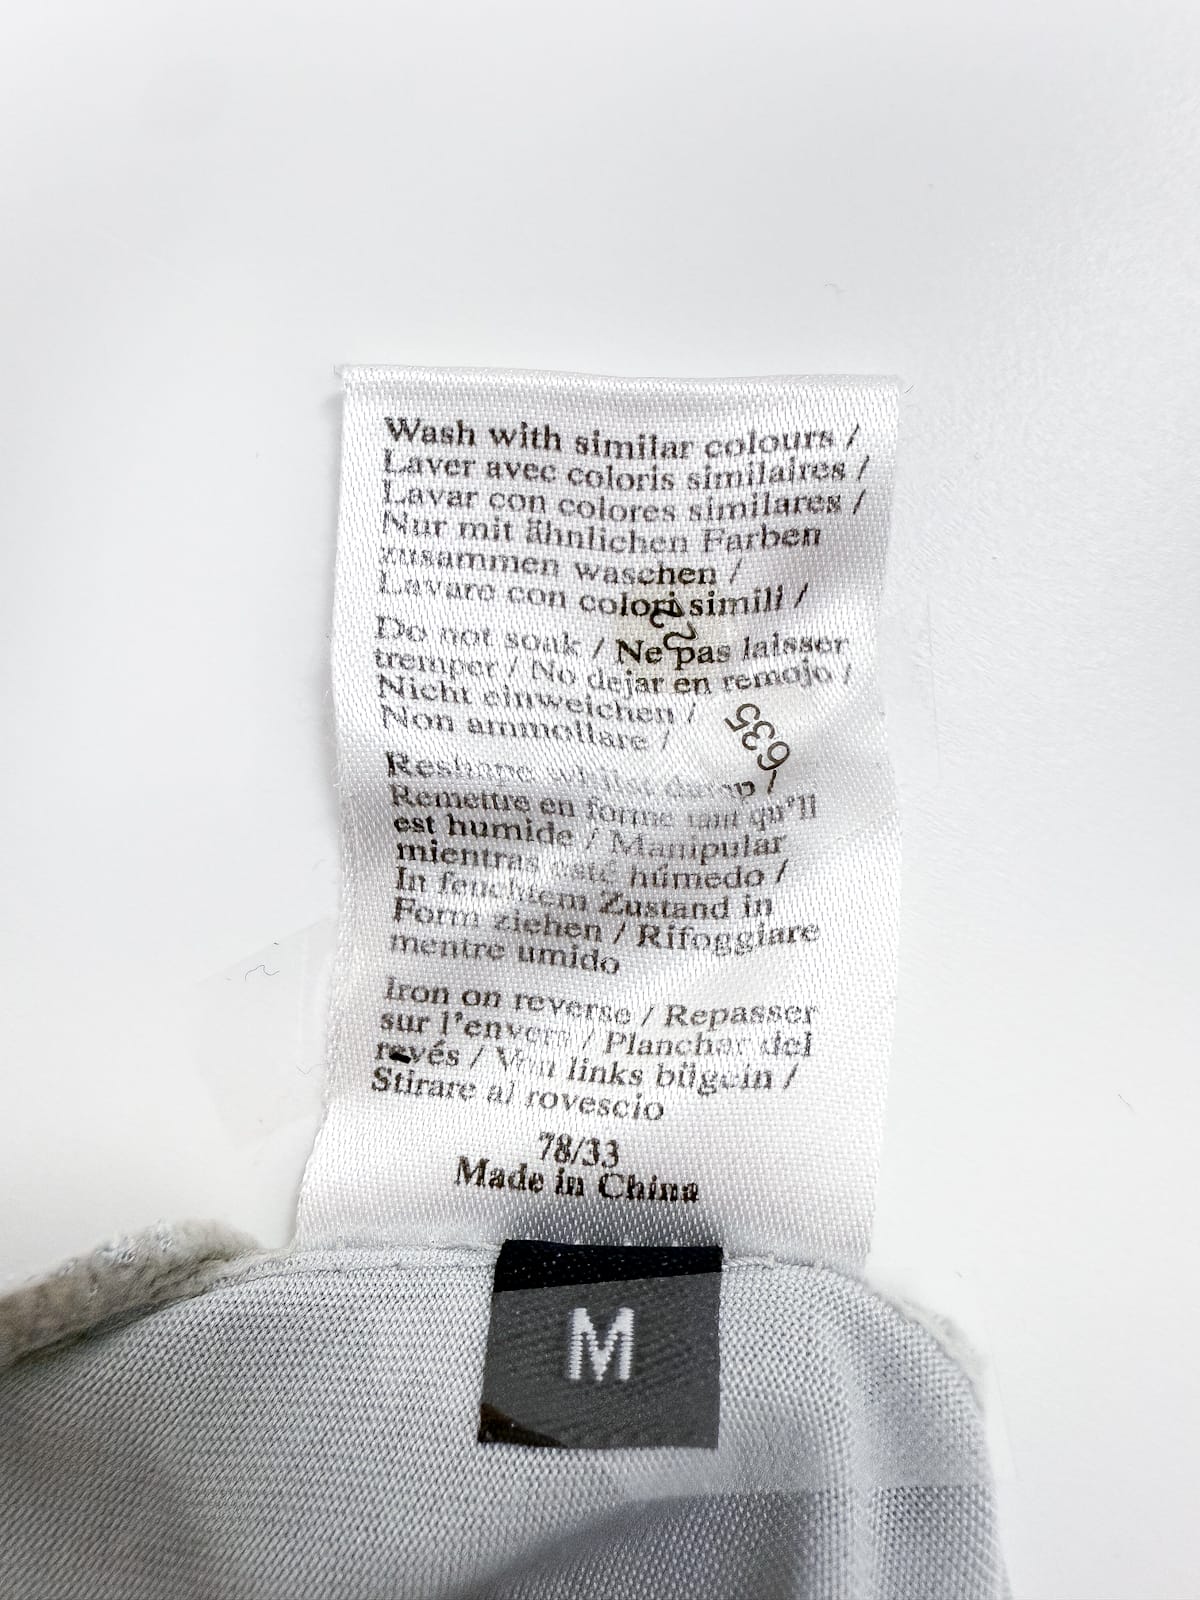 Wash with similar colours /
Laver avec coloris similaires /
Lavar con colores similares /
Nur mit ähnlichen Farben
zusammen waschen /
Lavare con colori simili /
Do not soak / Ne pas laisser
tremper / No dejar en remojo /
Nicht einweichen /
Non ammollare /
635
Reshape whilst damp /
Remettre en forme tant qu'il
est humide / Manipular
mientras esté húmedo /
In feuchtem Zustand in
Form ziehen / Rifoggiare
mentre umido
Iron on reverse / Repasser
sur l'envers / Planchar del
revés / Von links bügeln /
Stirare al rovescio
78/33
Made in China
M